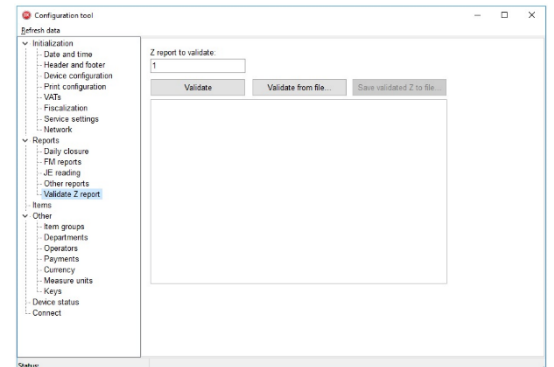 Configuration tool
Refresh data
Initialization
Date and time
Header and footer
Device configuration
Print configuration
VATs
Fiscalization
Service settings
Network
Reports
Daily closure
FM reports
JE reading
Other reports
Validate Z report
Items
Other
Item groups
Departments
Operators
Payments
Currency
Measure units
Keys
Device status
Connect
Z report to validate:
1
Validate Validate from file... Save validated Z to file...
Status: